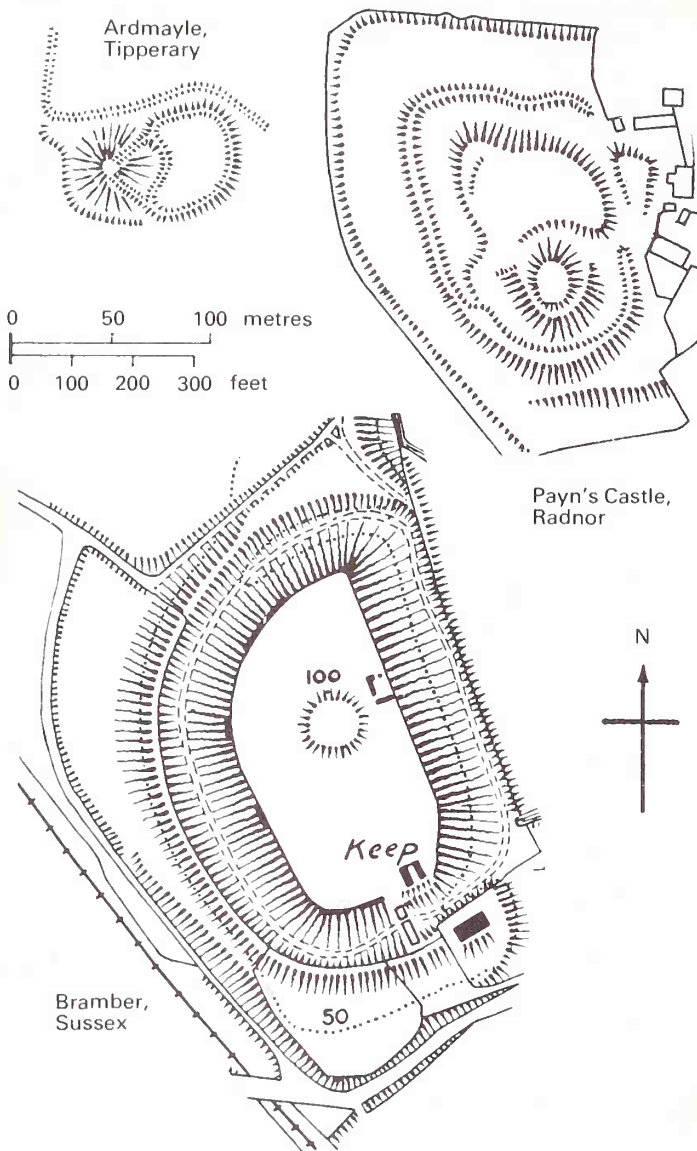 Ardmayle,
Tipperary
0 50 100 metres
0 100 200 300 feet
Payn's Castle,
Radnor
N
100
Keep
Bramber,
Sussex
50